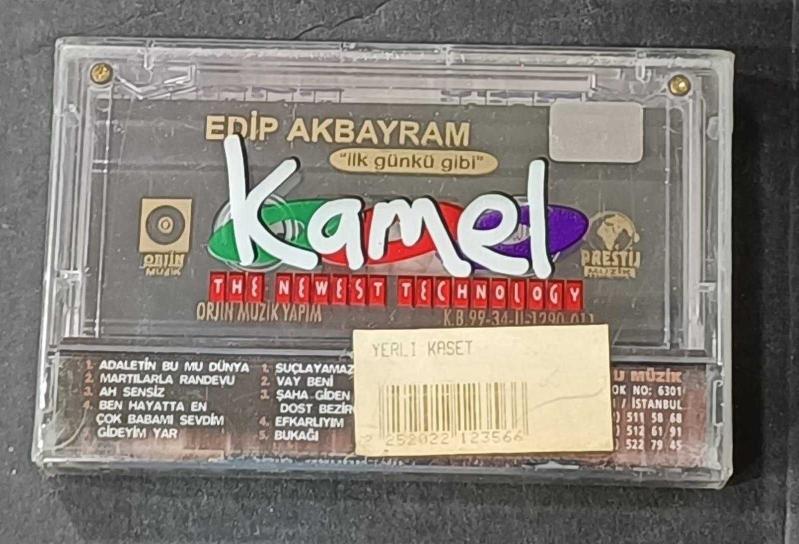 EDİP AKBAYRAM
"ilk günkü gibi"
Kamel
THE NEWEST TECHNOLOGY
ORJİN
MÜZİK
PRESTİJ
MÜZİK
ORJİN MÜZİK YAPIM
K.B.99-34-Ü-1290-011
YERLİ KASET
2 252022 123566
1. ADALETİN BU MU DÜNYA
2. MARTILARLA RANDEVU
3. AH SENSİZ
4. BEN HAYATTA EN
ÇOK BABAMI SEVDİM
5. GİDEYİM YAR
1. SUÇLAYAMAZ
2. VAY BENİ
3. ŞAHA GİDEN
DOST BEZİR
4. EFKARLIYIM
5. BUKAĞI
U MÜZİK
OK NO: 6301
/ İSTANBUL
) 511 58 68
) 512 61 91
) 522 79 45